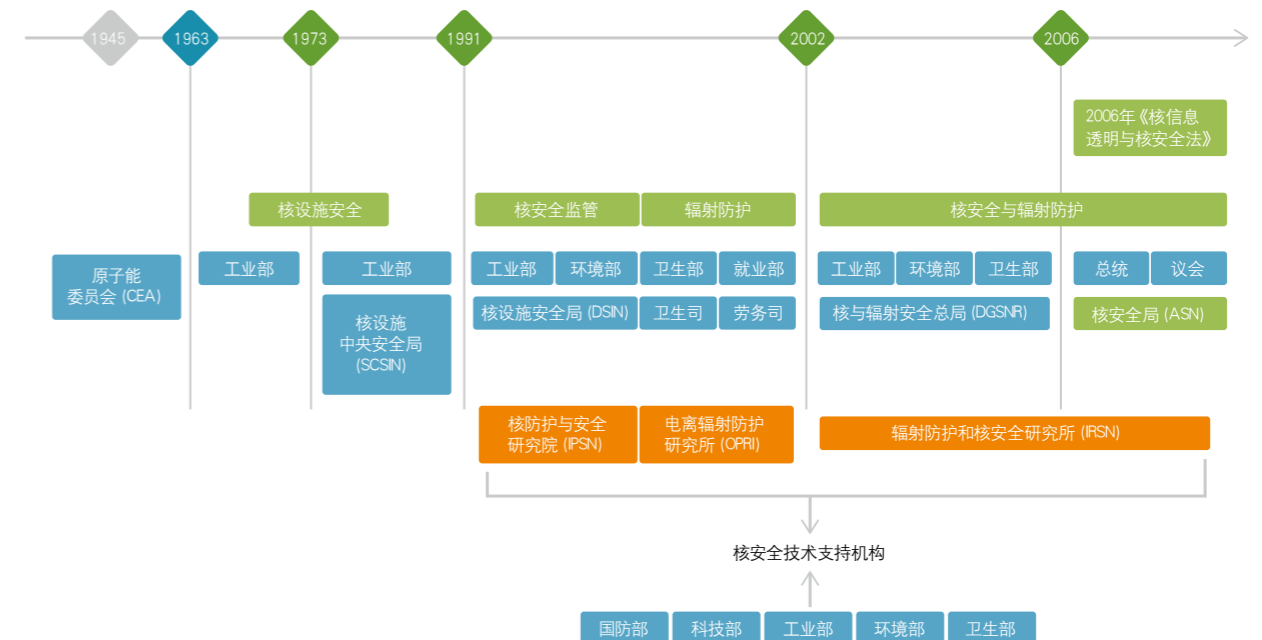 1945
1963
1973
1991
2002
2006
2006年《核信息
透明与核安全法》
核设施安全
核安全监管
辐射防护
核安全与辐射防护
原子能
委员会 (CEA)
工业部
工业部
工业部
环境部
卫生部
就业部
工业部
环境部
卫生部
总统
议会
核设施
中央安全局
(SCSIN)
核设施安全局 (DSIN)
卫生司
劳务司
核与辐射安全总局 (DGSNR)
核安全局 (ASN)
核防护与安全
研究院 (IPSN)
电离辐射防护
研究所 (OPRI)
辐射防护和核安全研究所 (IRSN)
核安全技术支持机构
国防部
科技部
工业部
环境部
卫生部